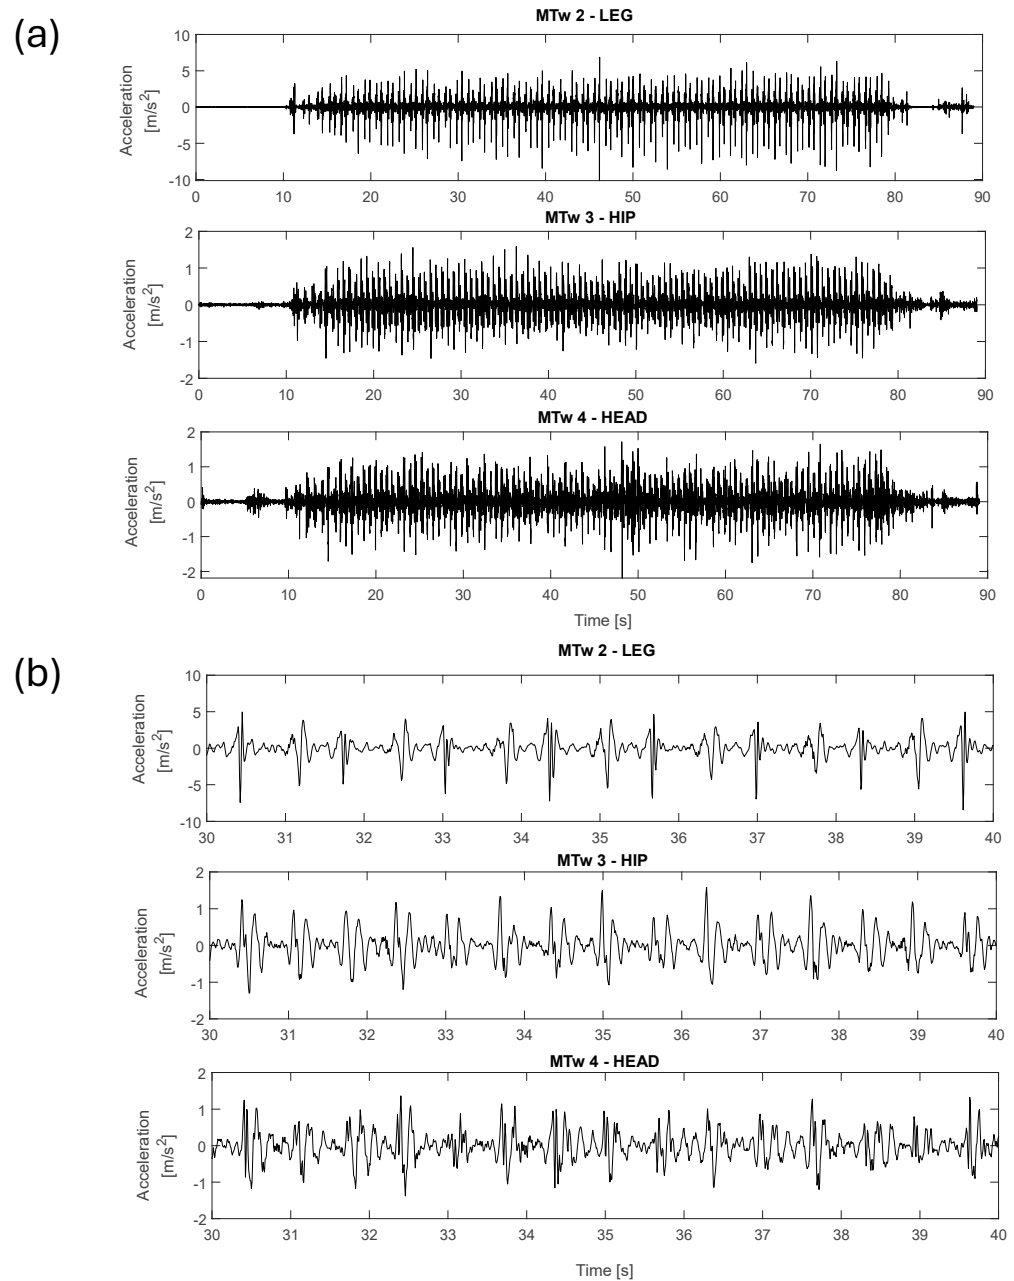 (a)
MTw 2 - LEG
Acceleration
[m/s²]
10
5
0
-5
-10
0 10 20 30 40 50 60 70 80 90
MTw 3 - HIP
Acceleration
[m/s²]
2
1
0
-1
-2
0 10 20 30 40 50 60 70 80 90
MTw 4 - HEAD
Acceleration
[m/s²]
2
1
0
-1
-2
0 10 20 30 40 50 60 70 80 90
Time [s]
(b)
MTw 2 - LEG
Acceleration
[m/s²]
10
5
0
-5
-10
30 31 32 33 34 35 36 37 38 39 40
MTw 3 - HIP
Acceleration
[m/s²]
2
1
0
-1
-2
30 31 32 33 34 35 36 37 38 39 40
MTw 4 - HEAD
Acceleration
[m/s²]
2
1
0
-1
-2
30 31 32 33 34 35 36 37 38 39 40
Time [s]